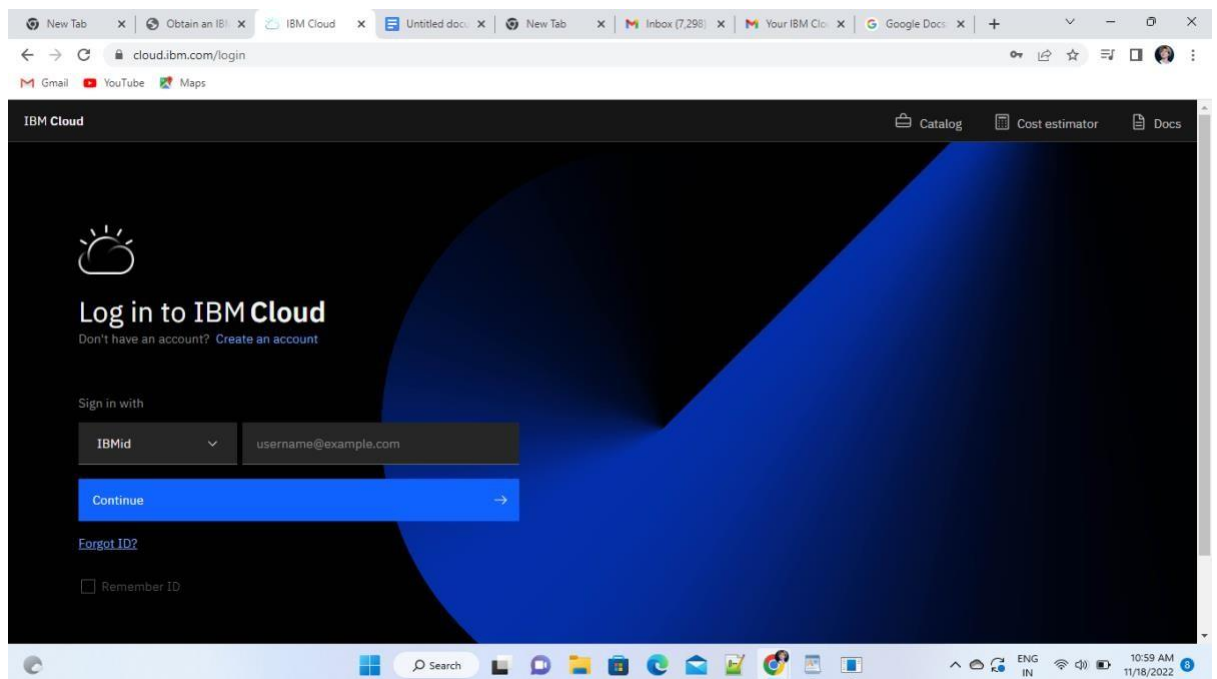 New Tab
Obtain an IB
IBM Cloud
Untitled docu
New Tab
Inbox (7,298)
Your IBM Clo
Google Docs
cloud.ibm.com/login
Gmail YouTube Maps
IBM Cloud
Catalog Cost estimator Docs
Log in to IBM Cloud
Don't have an account? Create an account
Sign in with
IBMid username@example.com
Continue
Forgot ID?
Remember ID
Search
ENG
IN
10:59 AM
11/18/2022
8